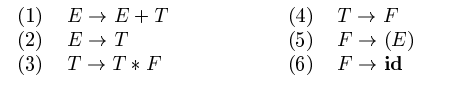 (1) E → E + T (4) T → F
(2) E → T (5) F → (E)
(3) T → T * F (6) F → id